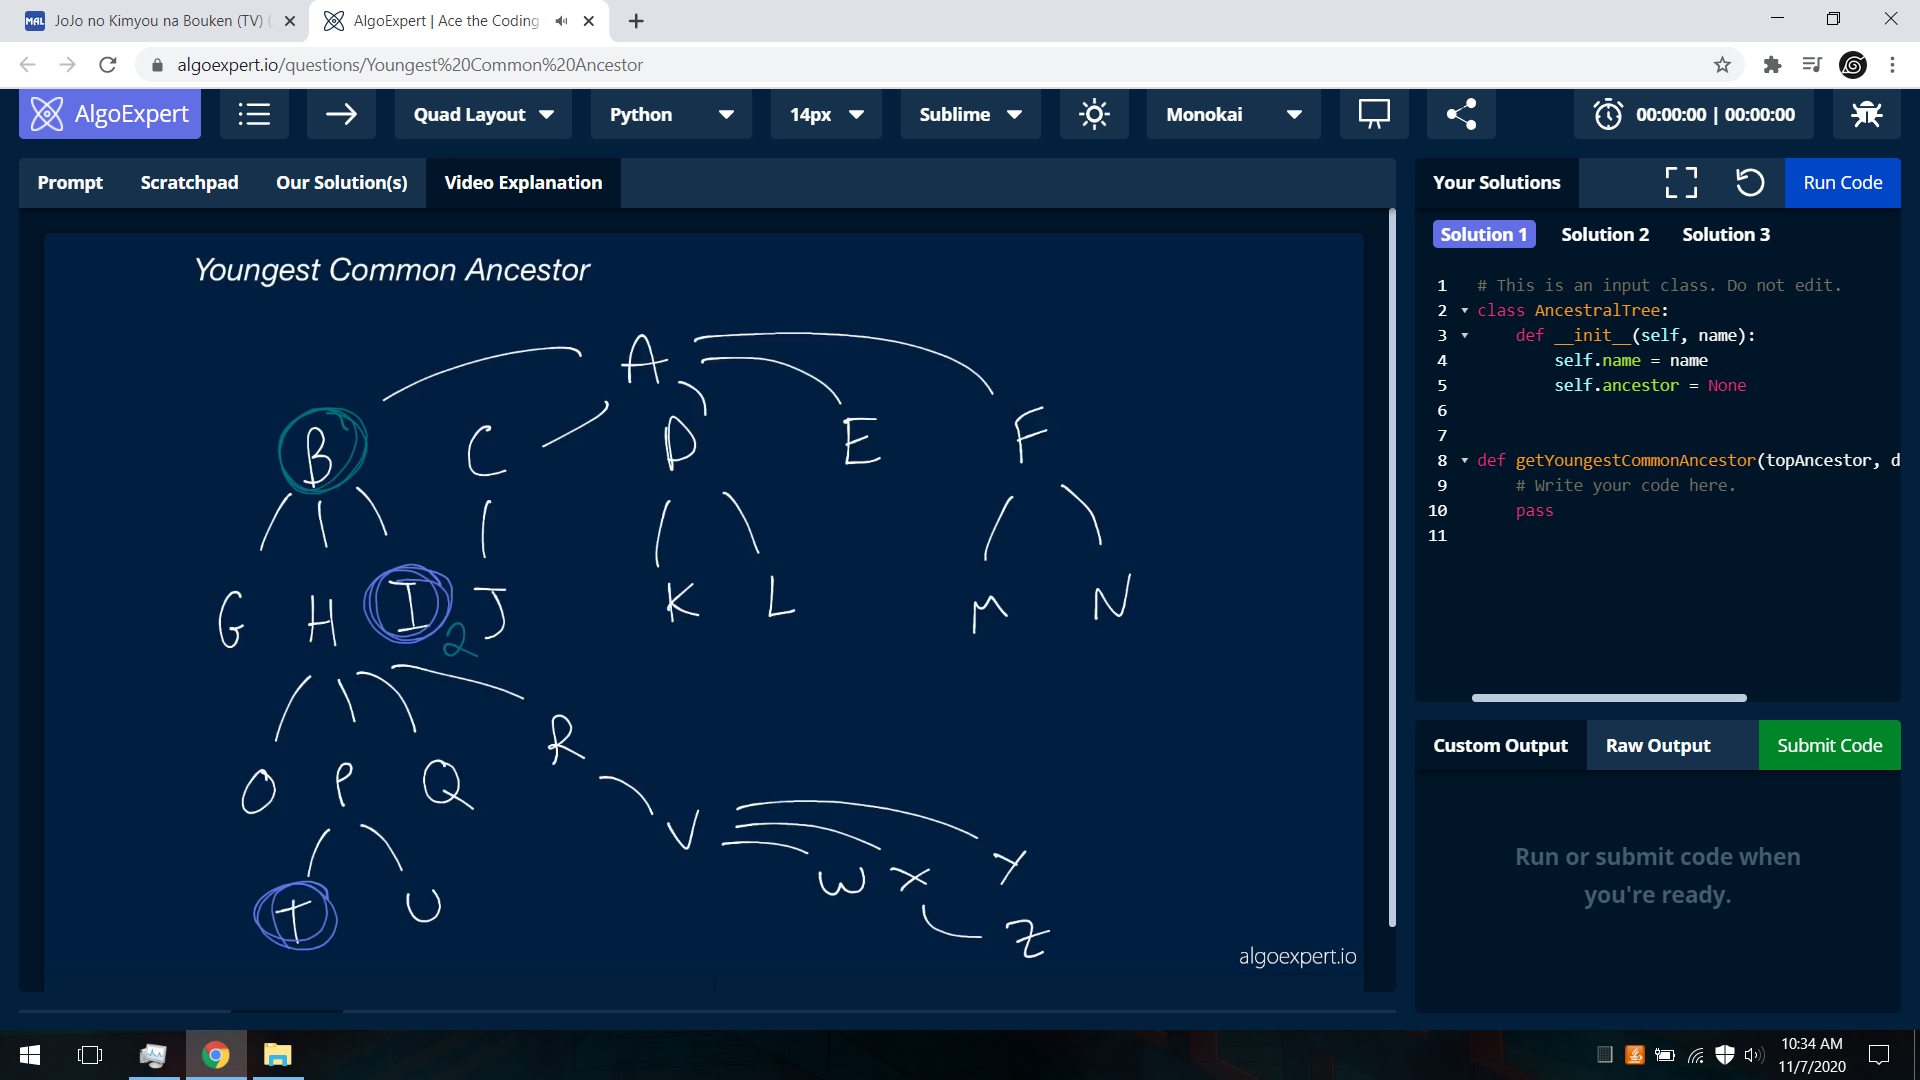 JoJo no Kimyou na Bouken (TV) (
AlgoExpert | Ace the Coding
algoexpert.io/questions/Youngest%20Common%20Ancestor
AlgoExpert
Quad Layout
Python
14px
Sublime
Monokai
00:00:00 | 00:00:00
Prompt
Scratchpad
Our Solution(s)
Video Explanation
Your Solutions
Run Code
Solution 1
Solution 2
Solution 3
Youngest Common Ancestor
A
B C D E F
G H I J K L M N
2
R
O P Q
V
W X Y
T U
Z
algoexpert.io
1 # This is an input class. Do not edit.
2 class AncestralTree:
3 def __init__(self, name):
4 self.name = name
5 self.ancestor = None
6
7
8 def getYoungestCommonAncestor(topAncestor, d
9 # Write your code here.
10 pass
11
Custom Output
Raw Output
Submit Code
Run or submit code when
you're ready.
10:34 AM
11/7/2020